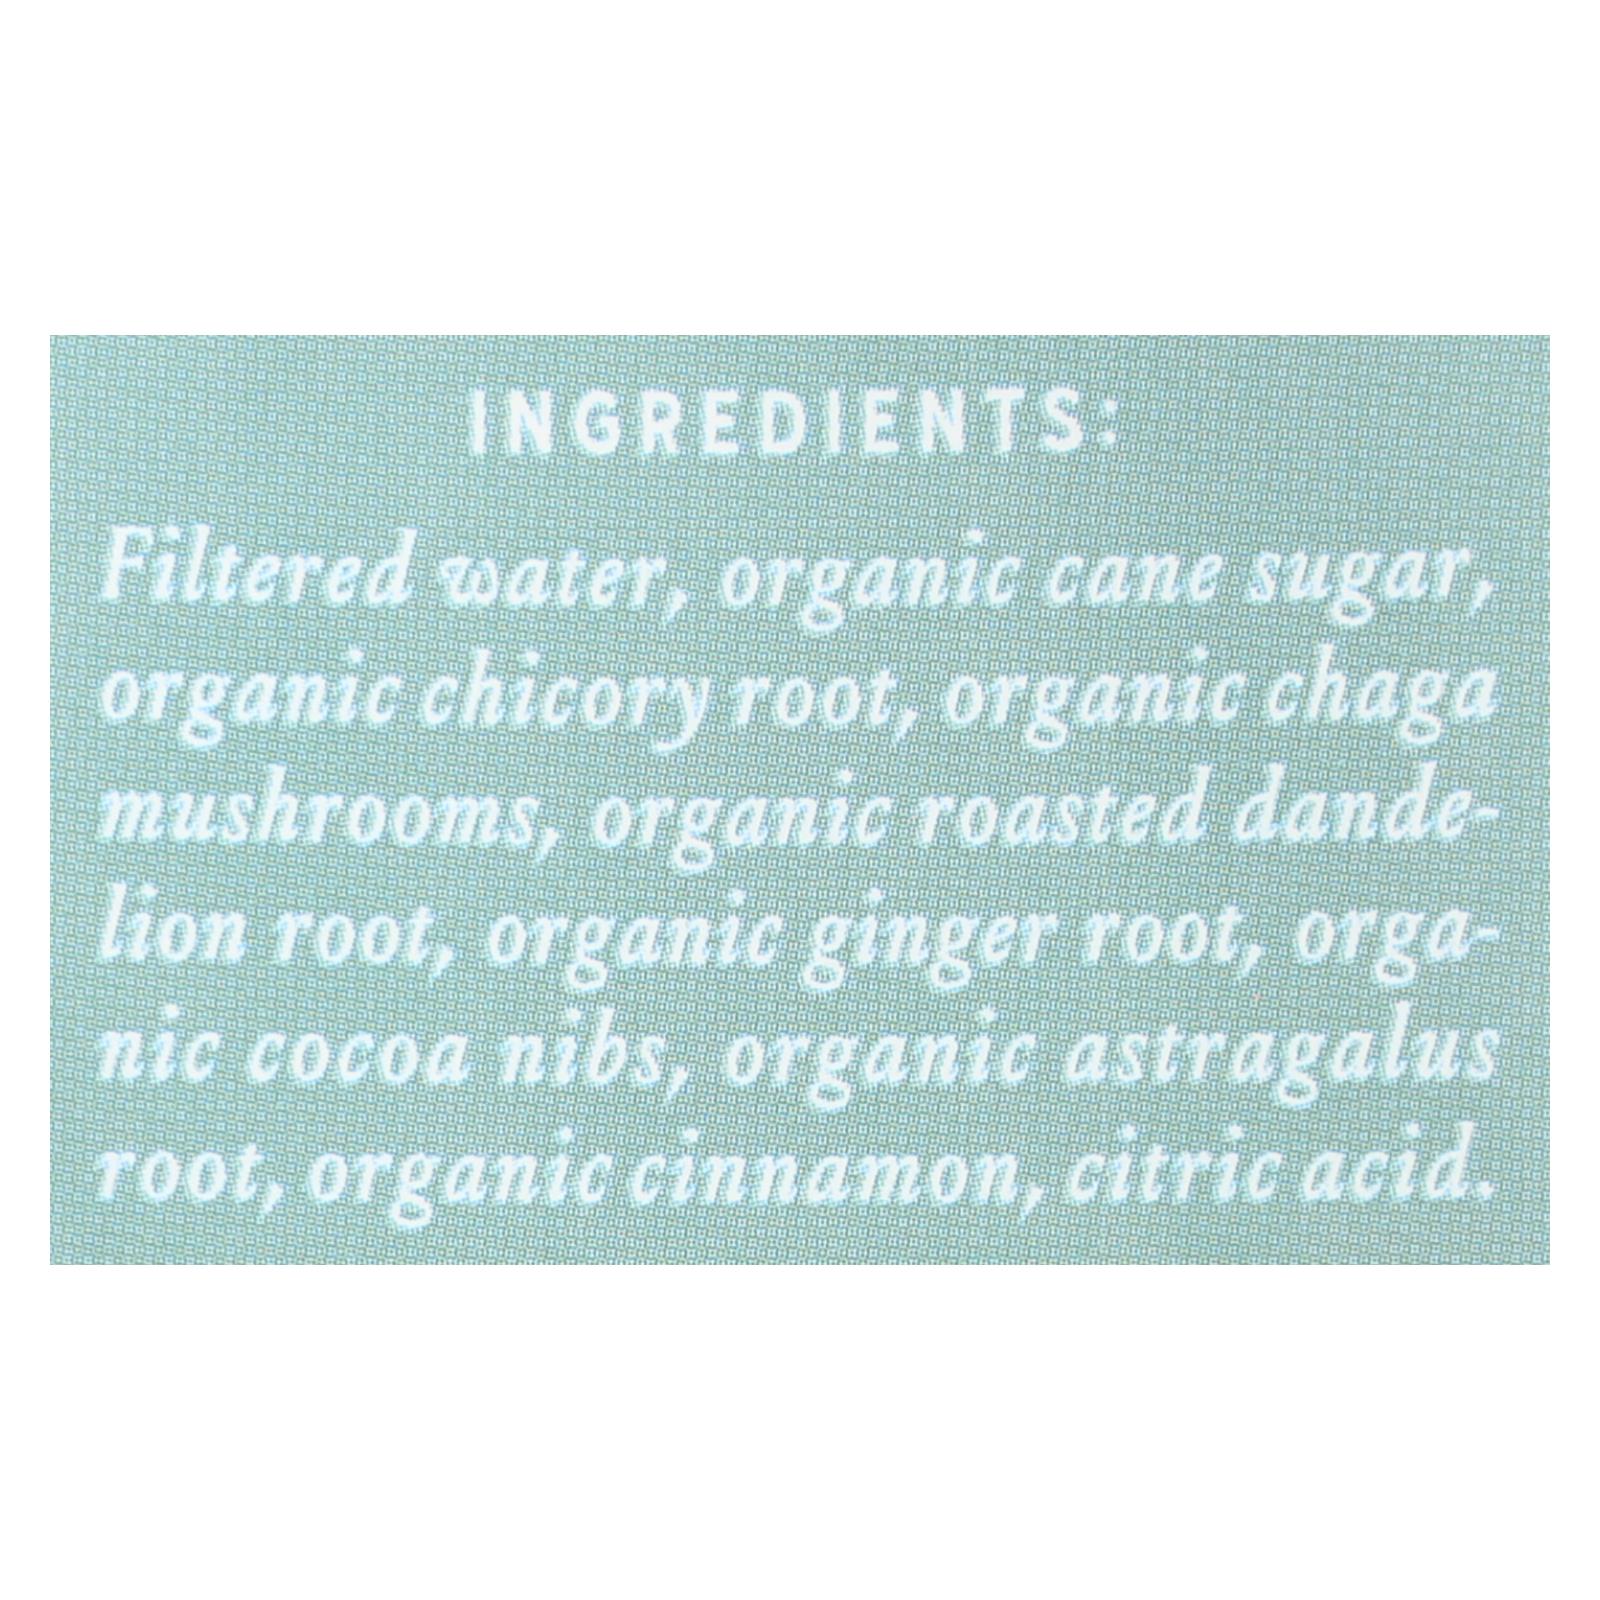 INGREDIENTS:
Filtered water, organic cane sugar,
organic chicory root, organic chaga
mushrooms, organic roasted dande-
lion root, organic ginger root, orga-
nic cocoa nibs, organic astragalus
root, organic cinnamon, citric acid.